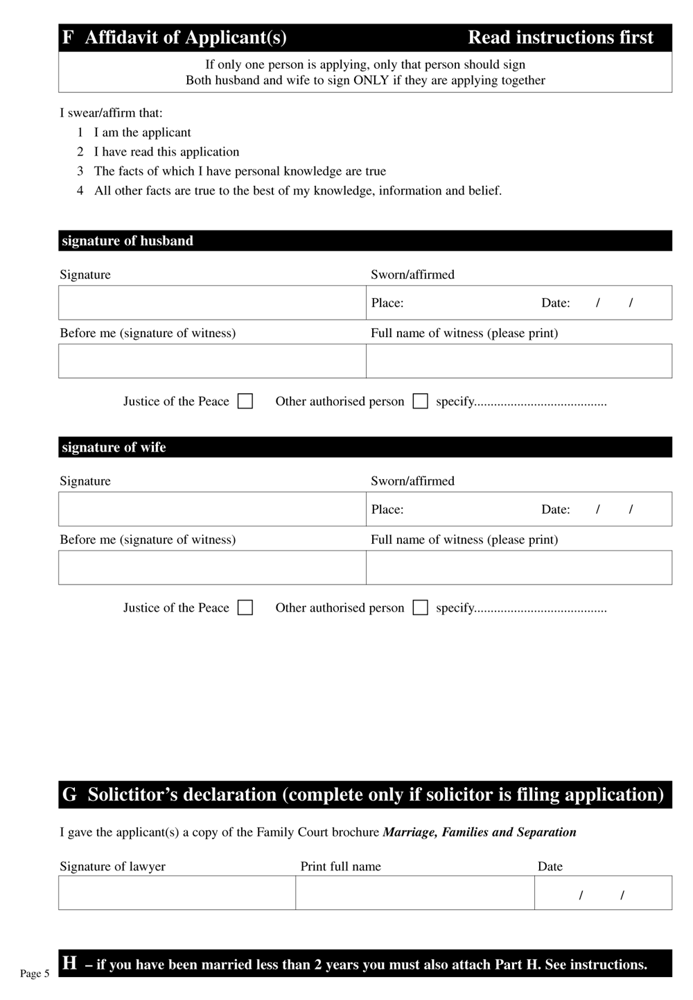 F Affidavit of Applicant(s) Read instructions first
If only one person is applying, only that person should sign
Both husband and wife to sign ONLY if they are applying together
I swear/affirm that:
1 I am the applicant
2 I have read this application
3 The facts of which I have personal knowledge are true
4 All other facts are true to the best of my knowledge, information and belief.
signature of husband
Signature Sworn/affirmed
Place: Date: / /
Before me (signature of witness) Full name of witness (please print)
Justice of the Peace Other authorised person specify........................................
signature of wife
Signature Sworn/affirmed
Place: Date: / /
Before me (signature of witness) Full name of witness (please print)
Justice of the Peace Other authorised person specify........................................
G Solictitor’s declaration (complete only if solicitor is filing application)
I gave the applicant(s) a copy of the Family Court brochure Marriage, Families and Separation
Signature of lawyer Print full name Date
/ /
H – if you have been married less than 2 years you must also attach Part H. See instructions.
Page 5